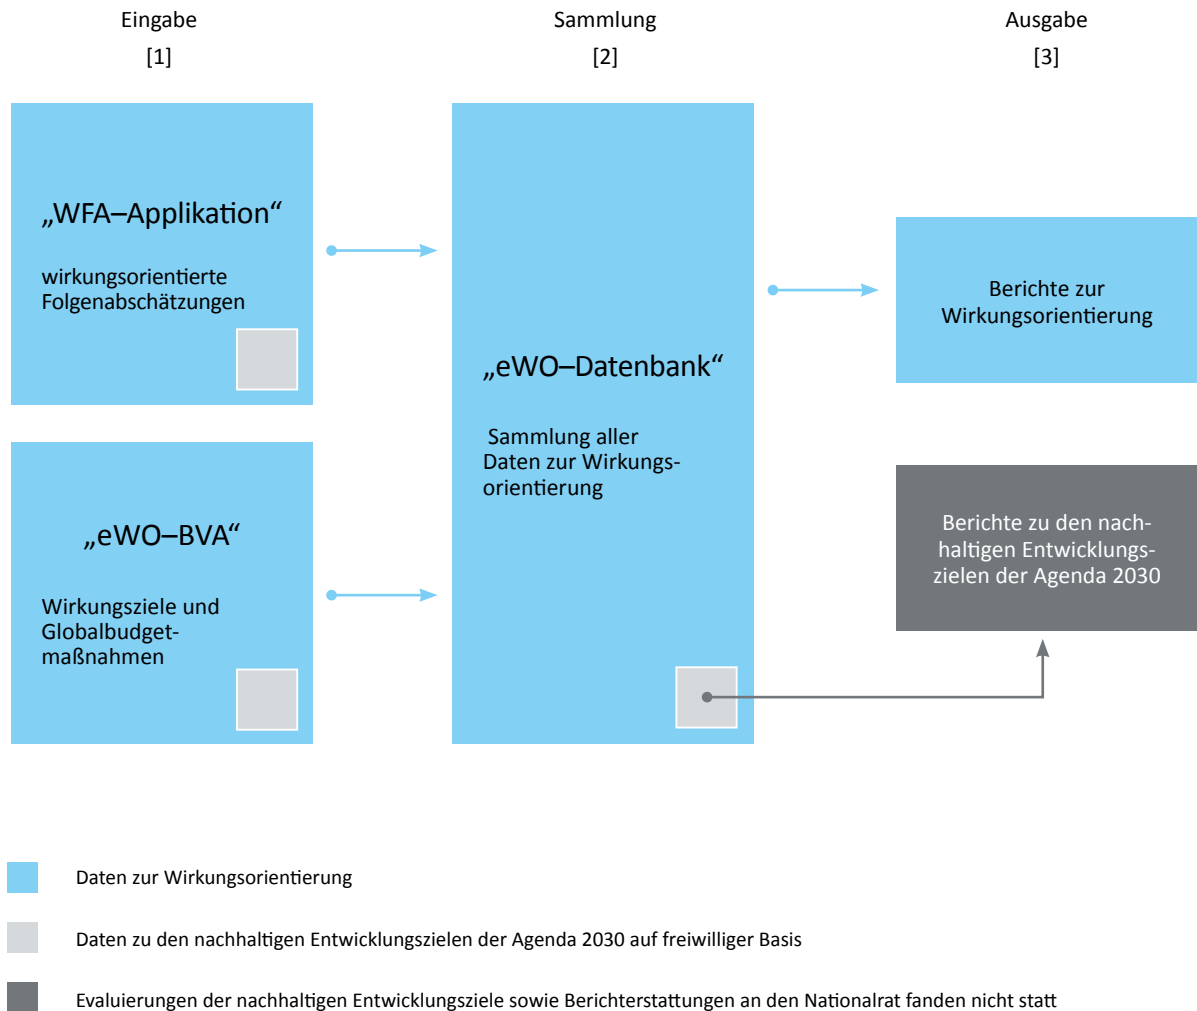 Eingabe
[1]
Sammlung
[2]
Ausgabe
[3]
„WFA–Applikation“
wirkungsorientierte
Folgenabschätzungen
„eWO–BVA“
Wirkungsziele und
Globalbudget-
maßnahmen
„eWO–Datenbank“
Sammlung aller
Daten zur Wirkungs-
orientierung
Berichte zur
Wirkungsorientierung
Berichte zu den nach-
haltigen Entwicklungs-
zielen der Agenda 2030
Daten zur Wirkungsorientierung
Daten zu den nachhaltigen Entwicklungszielen der Agenda 2030 auf freiwilliger Basis
Evaluierungen der nachhaltigen Entwicklungsziele sowie Berichterstattungen an den Nationalrat fanden nicht statt